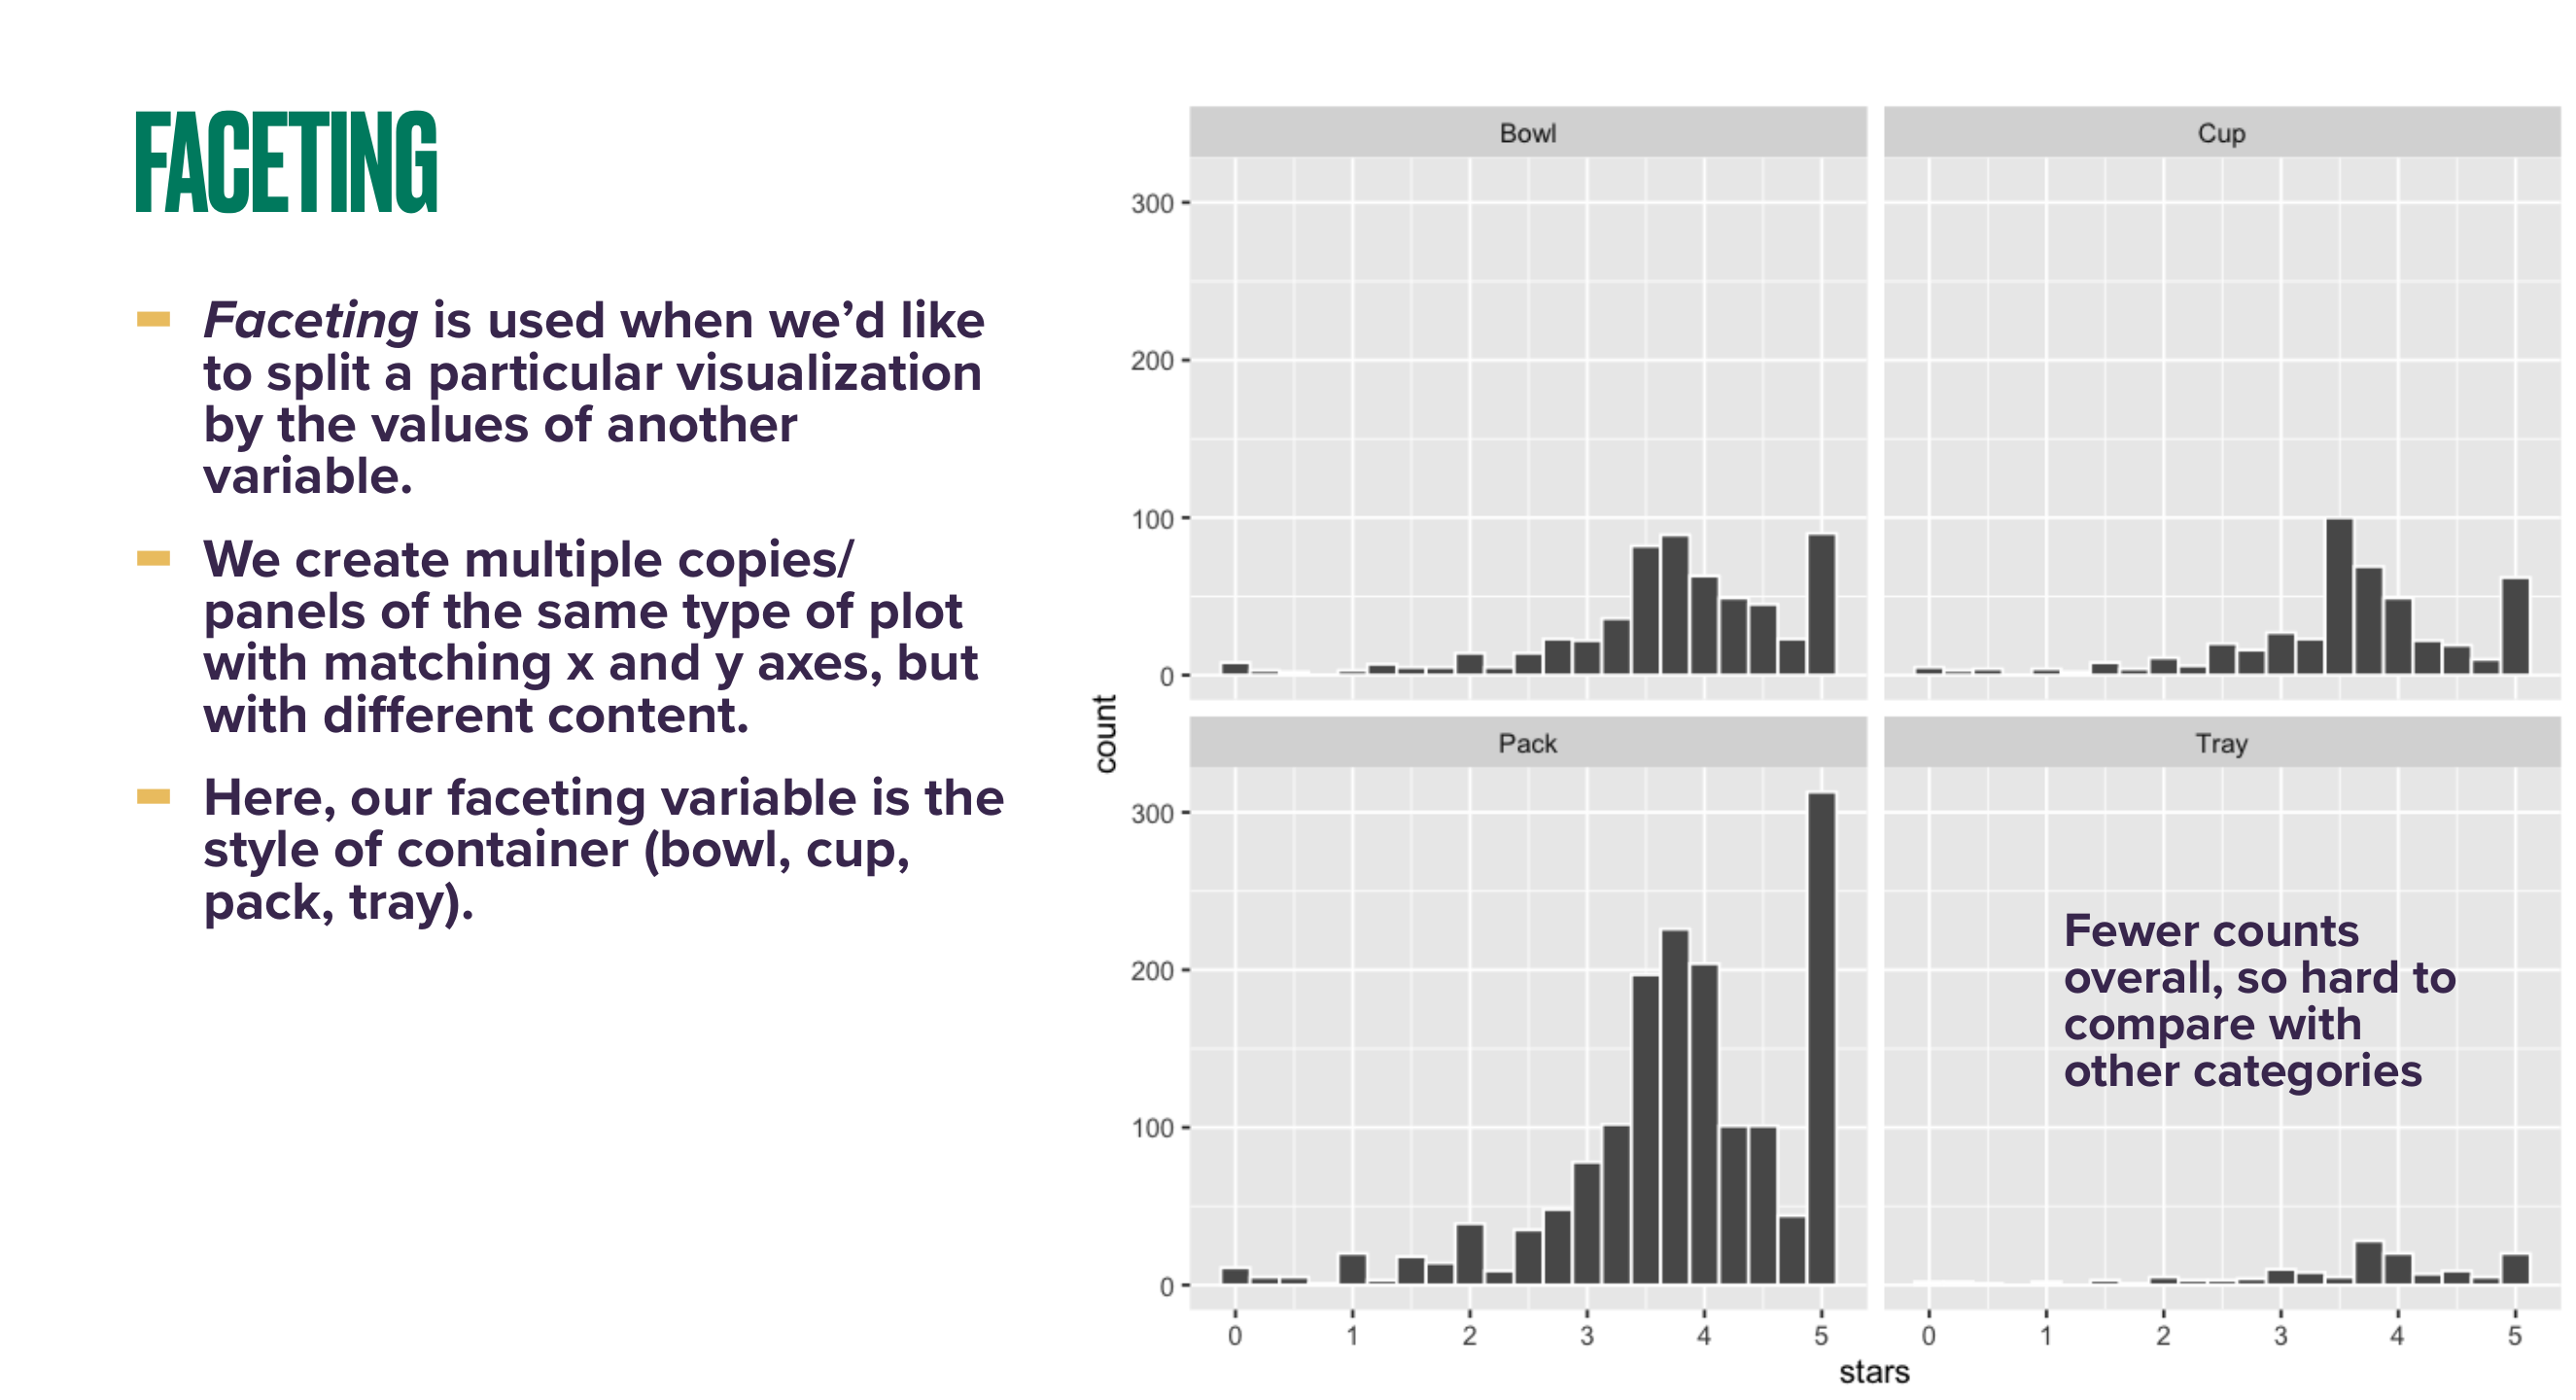 FACETING
Faceting is used when we’d like
to split a particular visualization
by the values of another
variable.
We create multiple copies/
panels of the same type of plot
with matching x and y axes, but
with different content.
Here, our faceting variable is the
style of container (bowl, cup,
pack, tray).
Bowl
Cup
300
200
100
0
count
Pack
Tray
300
200
100
0
Fewer counts
overall, so hard to
compare with
other categories
0 1 2 3 4 5
0 1 2 3 4 5
stars